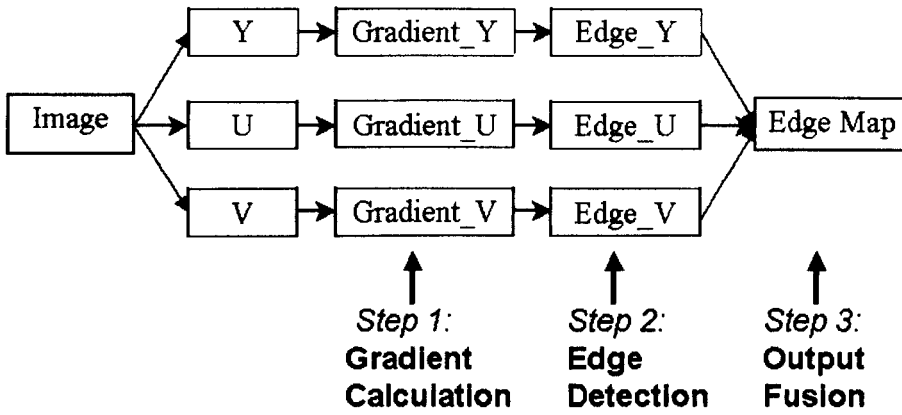 Y Gradient_Y Edge_Y
Image U Gradient_U Edge_U Edge Map
V Gradient_V Edge_V
Step 1: Step 2: Step 3:
Gradient Edge Output
Calculation Detection Fusion